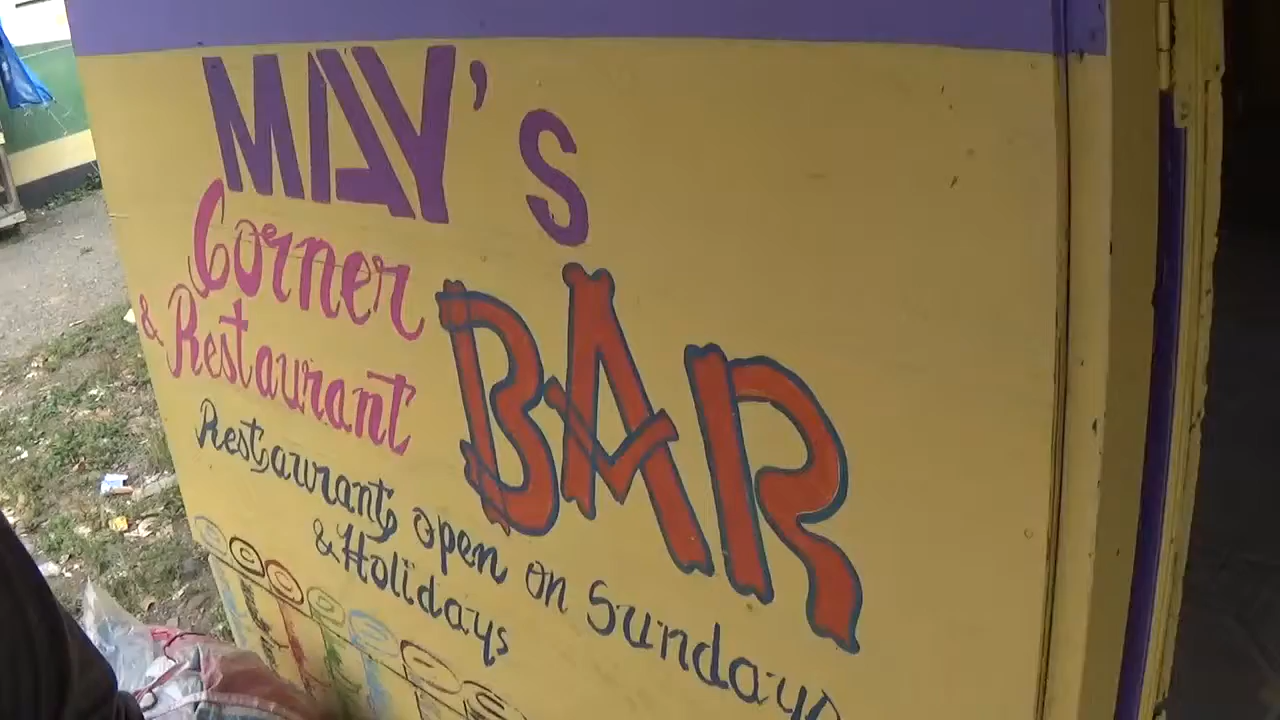 MAY's
Corner
& Restaurant
BAR
Restaurant open on Sundays
& Holidays